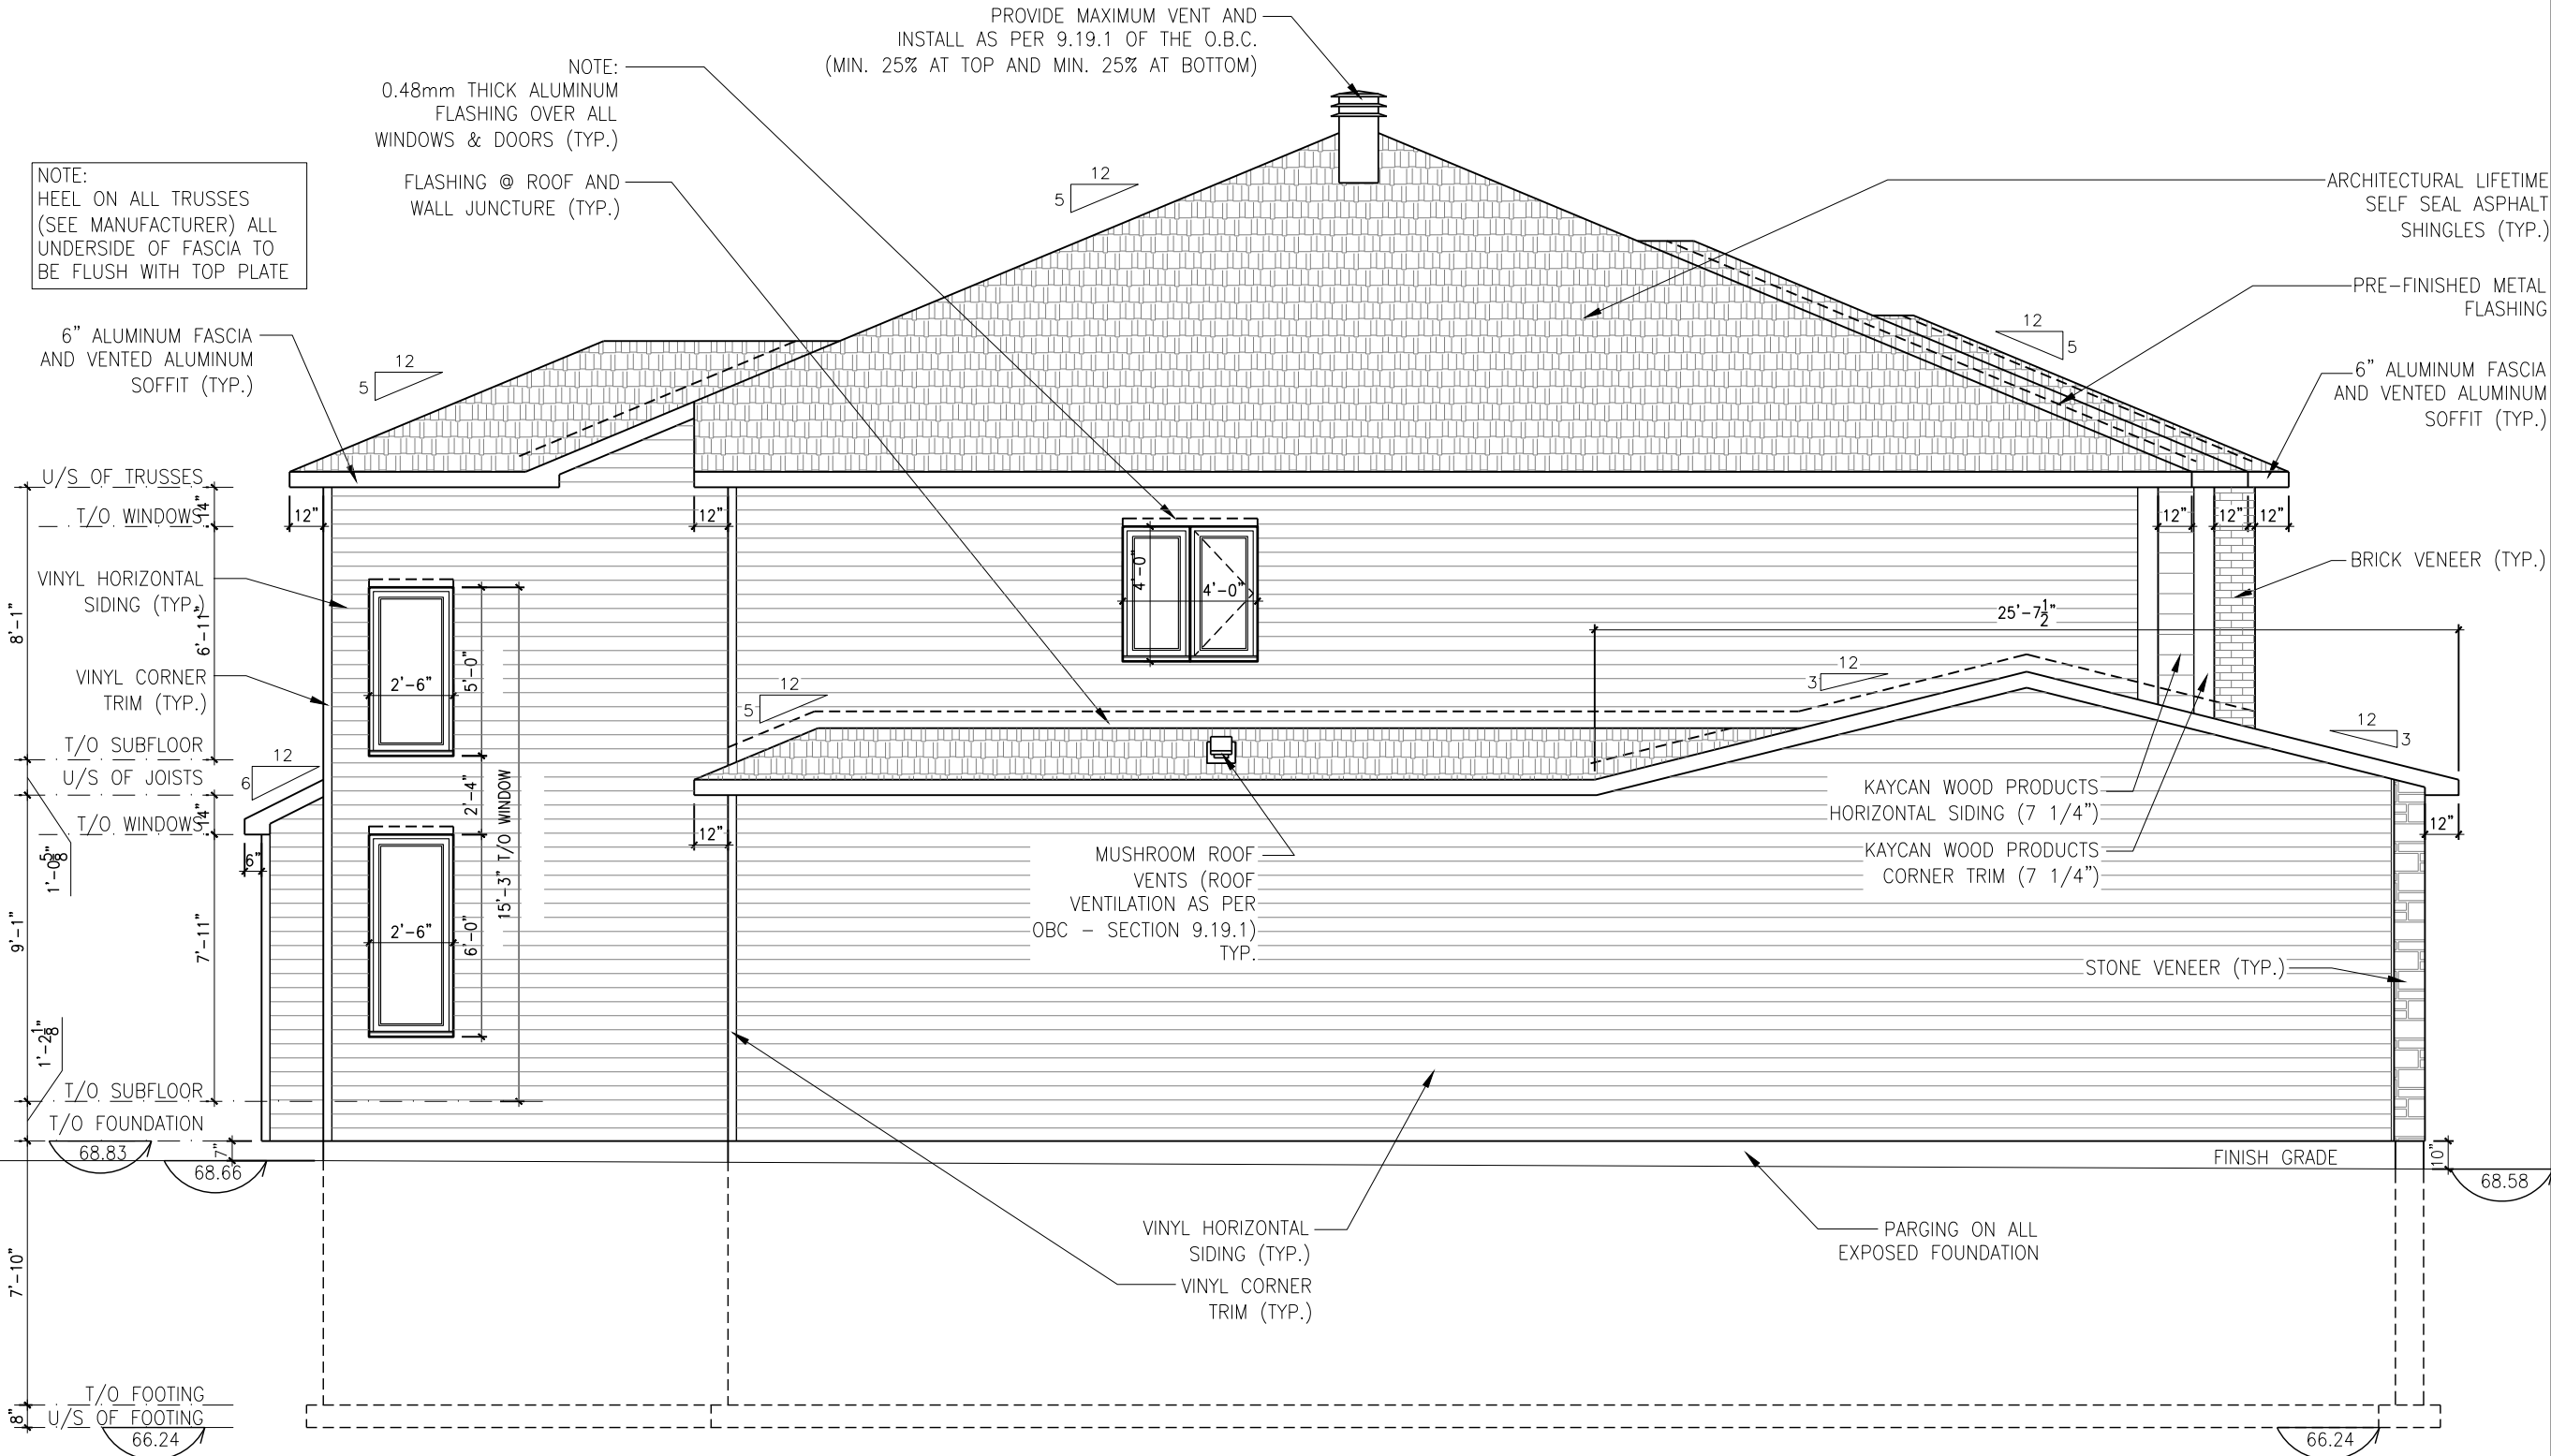 PROVIDE MAXIMUM VENT AND
INSTALL AS PER 9.19.1 OF THE O.B.C.
(MIN. 25% AT TOP AND MIN. 25% AT BOTTOM)
NOTE:
0.48mm THICK ALUMINUM
FLASHING OVER ALL
WINDOWS & DOORS (TYP.)
FLASHING @ ROOF AND
WALL JUNCTURE (TYP.)
NOTE:
HEEL ON ALL TRUSSES
(SEE MANUFACTURER) ALL
UNDERSIDE OF FASCIA TO
BE FLUSH WITH TOP PLATE
12
5
ARCHITECTURAL LIFETIME
SELF SEAL ASPHALT
SHINGLES (TYP.)
PRE-FINISHED METAL
FLASHING
6" ALUMINUM FASCIA
AND VENTED ALUMINUM
SOFFIT (TYP.)
12
5
12
5
6" ALUMINUM FASCIA
AND VENTED ALUMINUM
SOFFIT (TYP.)
U/S OF TRUSSES
14"
T/O WINDOWS
12"
12"
12"
12"
12"
VINYL HORIZONTAL
SIDING (TYP.)
8'-1"
6'-11"
BRICK VENEER (TYP.)
4'-0"
4'-0"
25'-7 1/2"
VINYL CORNER
TRIM (TYP.)
2'-6"
5'-0"
12
5
12
3
12
3
T/O SUBFLOOR
U/S OF JOISTS
14"
T/O WINDOWS
12
6
2'-4"
15'-3" T/O WINDOW
KAYCAN WOOD PRODUCTS
HORIZONTAL SIDING (7 1/4")
12"
12"
6"
1'-0 5/8"
MUSHROOM ROOF
VENTS (ROOF
VENTILATION AS PER
OBC - SECTION 9.19.1)
TYP.
KAYCAN WOOD PRODUCTS
CORNER TRIM (7 1/4")
9'-1"
7'-11"
2'-6"
6'-0"
STONE VENEER (TYP.)
1'-2 1/8"
T/O SUBFLOOR
T/O FOUNDATION
68.83
7"
68.66
FINISH GRADE
10"
68.58
VINYL HORIZONTAL
SIDING (TYP.)
PARGING ON ALL
EXPOSED FOUNDATION
VINYL CORNER
TRIM (TYP.)
7'-10"
T/O FOOTING
8"
U/S OF FOOTING
66.24
66.24